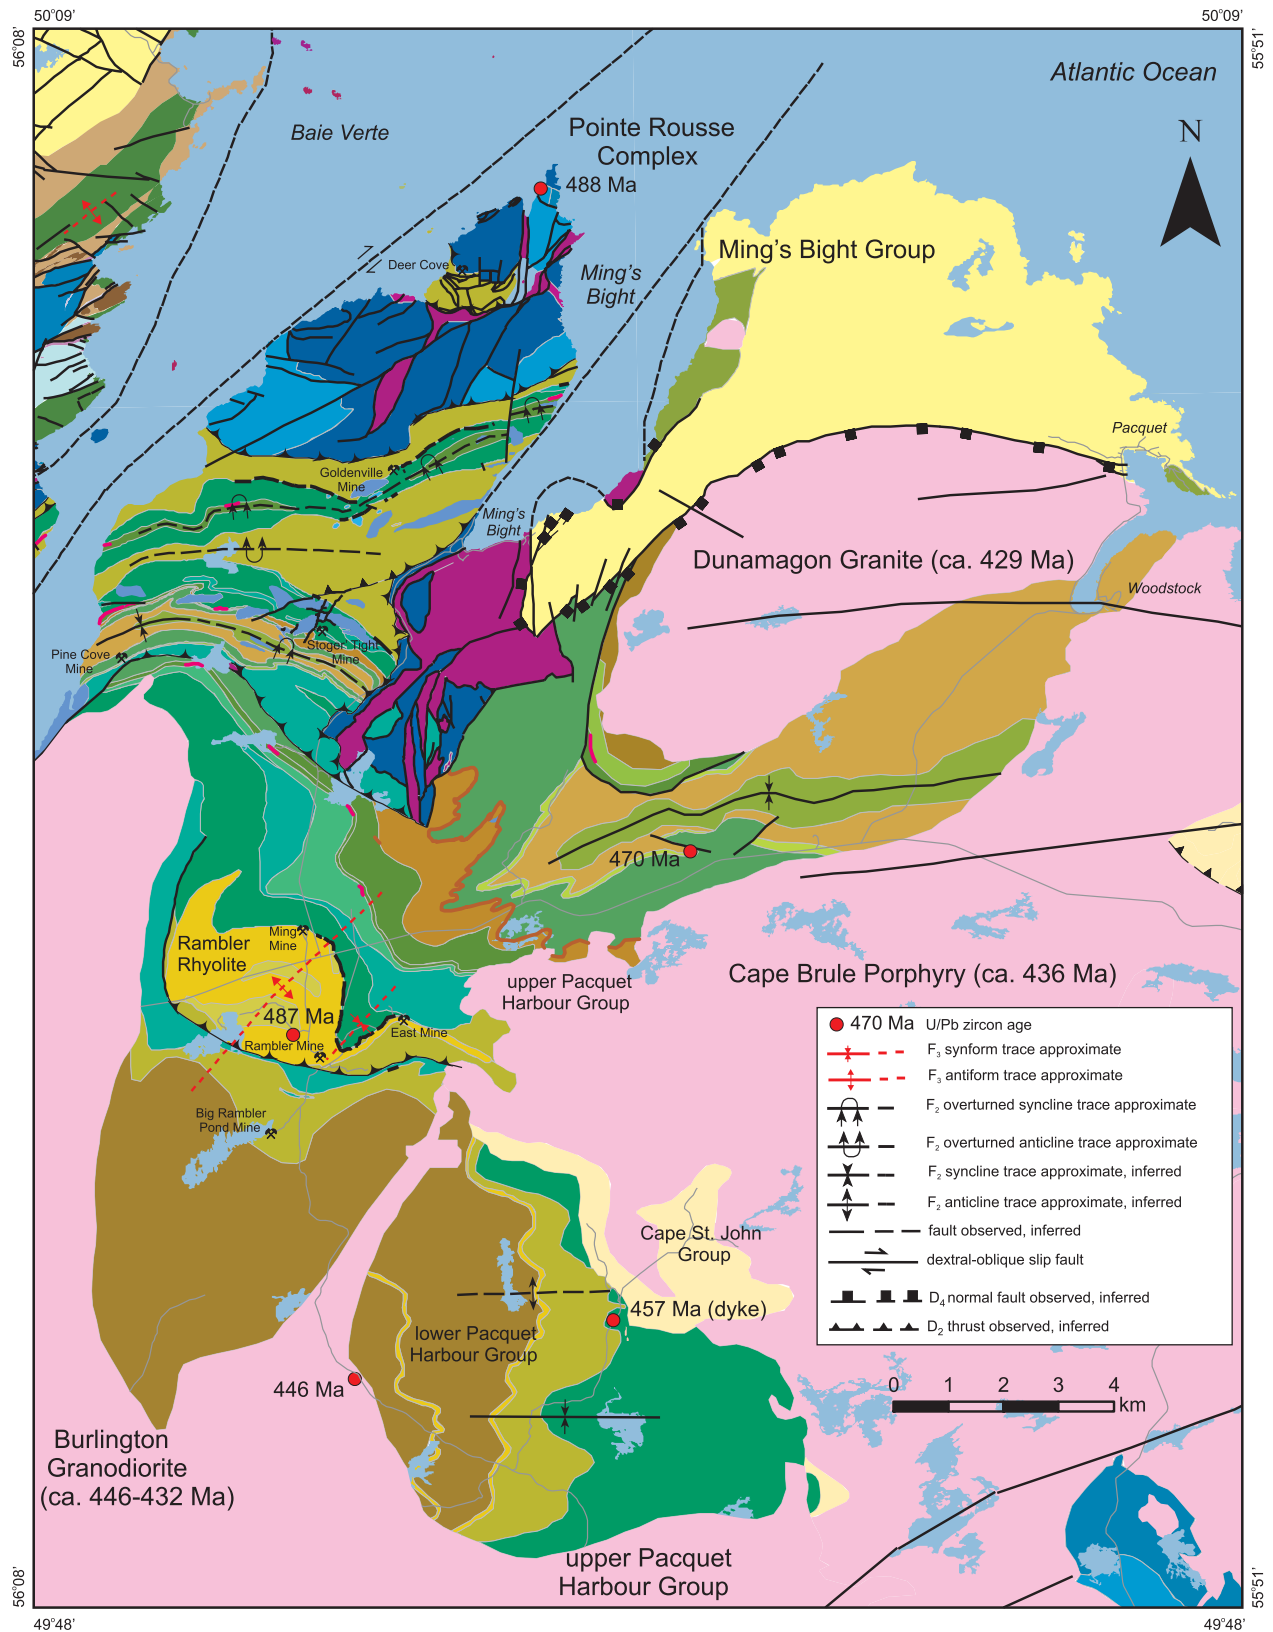 50°09'
50°09'
56°08'
55°51'
Atlantic Ocean
Baie Verte
Pointe Rousse
Complex
488 Ma
N
Ming's Bight Group
Deer Cove
Ming's
Bight
Pacquet
Goldenville
Mine
Ming's
Bight
Dunamagon Granite (ca. 429 Ma)
Woodstock
Stoger' Tight
Mine
Pine Cove
Mine
470 Ma
Ming
Mine
Rambler
Rhyolite
upper Pacquet
Harbour Group
Cape Brule Porphyry (ca. 436 Ma)
487 Ma
East Mine
Rambler Mine
Big Rambler
Pond Mine
470 Ma U/Pb zircon age
F3 synform trace approximate
F3 antiform trace approximate
F2 overturned syncline trace approximate
F2 overturned anticline trace approximate
F2 syncline trace approximate, inferred
F2 anticline trace approximate, inferred
fault observed, inferred
dextral-oblique slip fault
D4 normal fault observed, inferred
D2 thrust observed, inferred
Cape St. John
Group
457 Ma (dyke)
lower Pacquet
Harbour Group
446 Ma
0 1 2 3 4
km
Burlington
Granodiorite
(ca. 446-432 Ma)
upper Pacquet
Harbour Group
56°08'
55°51'
49°48'
49°48'